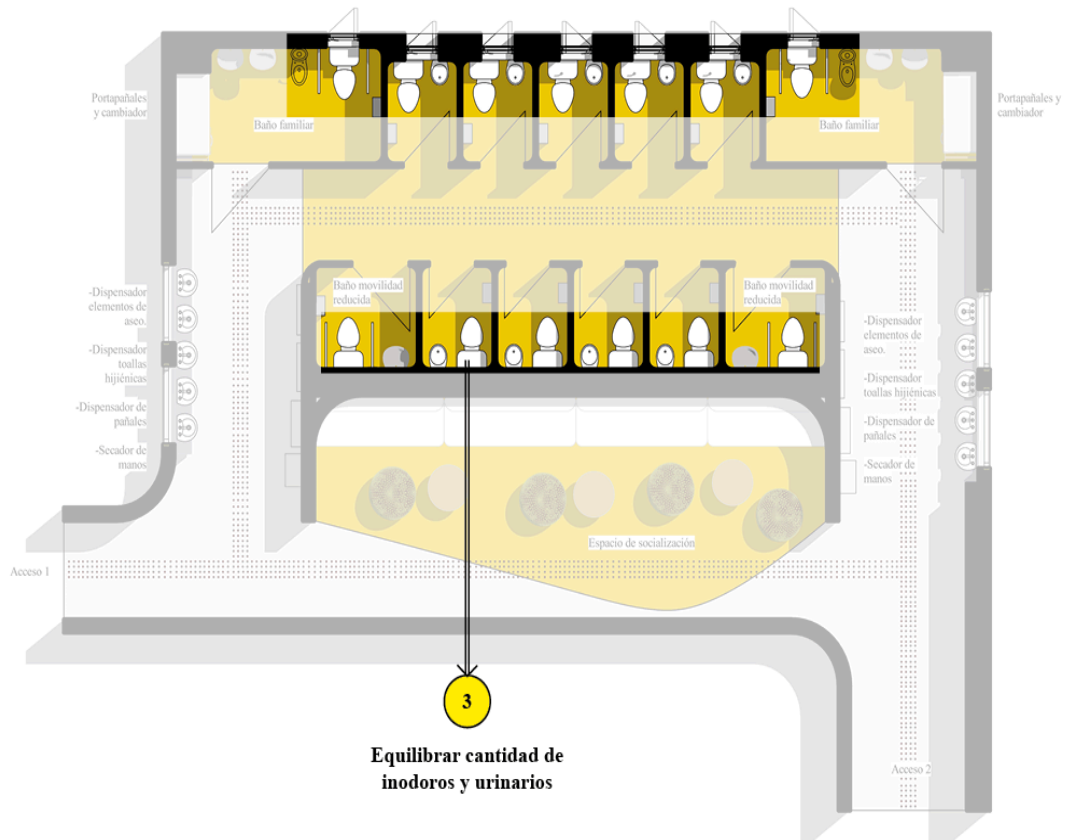 Portapañales
y cambiador
Baño familiar
Baño familiar
Portapañales y
cambiador
Baño movilidad
reducida
Baño movilidad
reducida
-Dispensador
elementos de
aseo.
-Dispensador
toallas
hijiénicas
-Dispensador de
pañales
-Secador de
manos
-Dispensador
elementos de
aseo.
-Dispensador
toallas hijiénicas
-Dispensador de
pañales
-Secador de
manos
Espacio de socialización
Acceso 1
3
Equilibrar cantidad de
inodoros y urinarios
Acceso 2